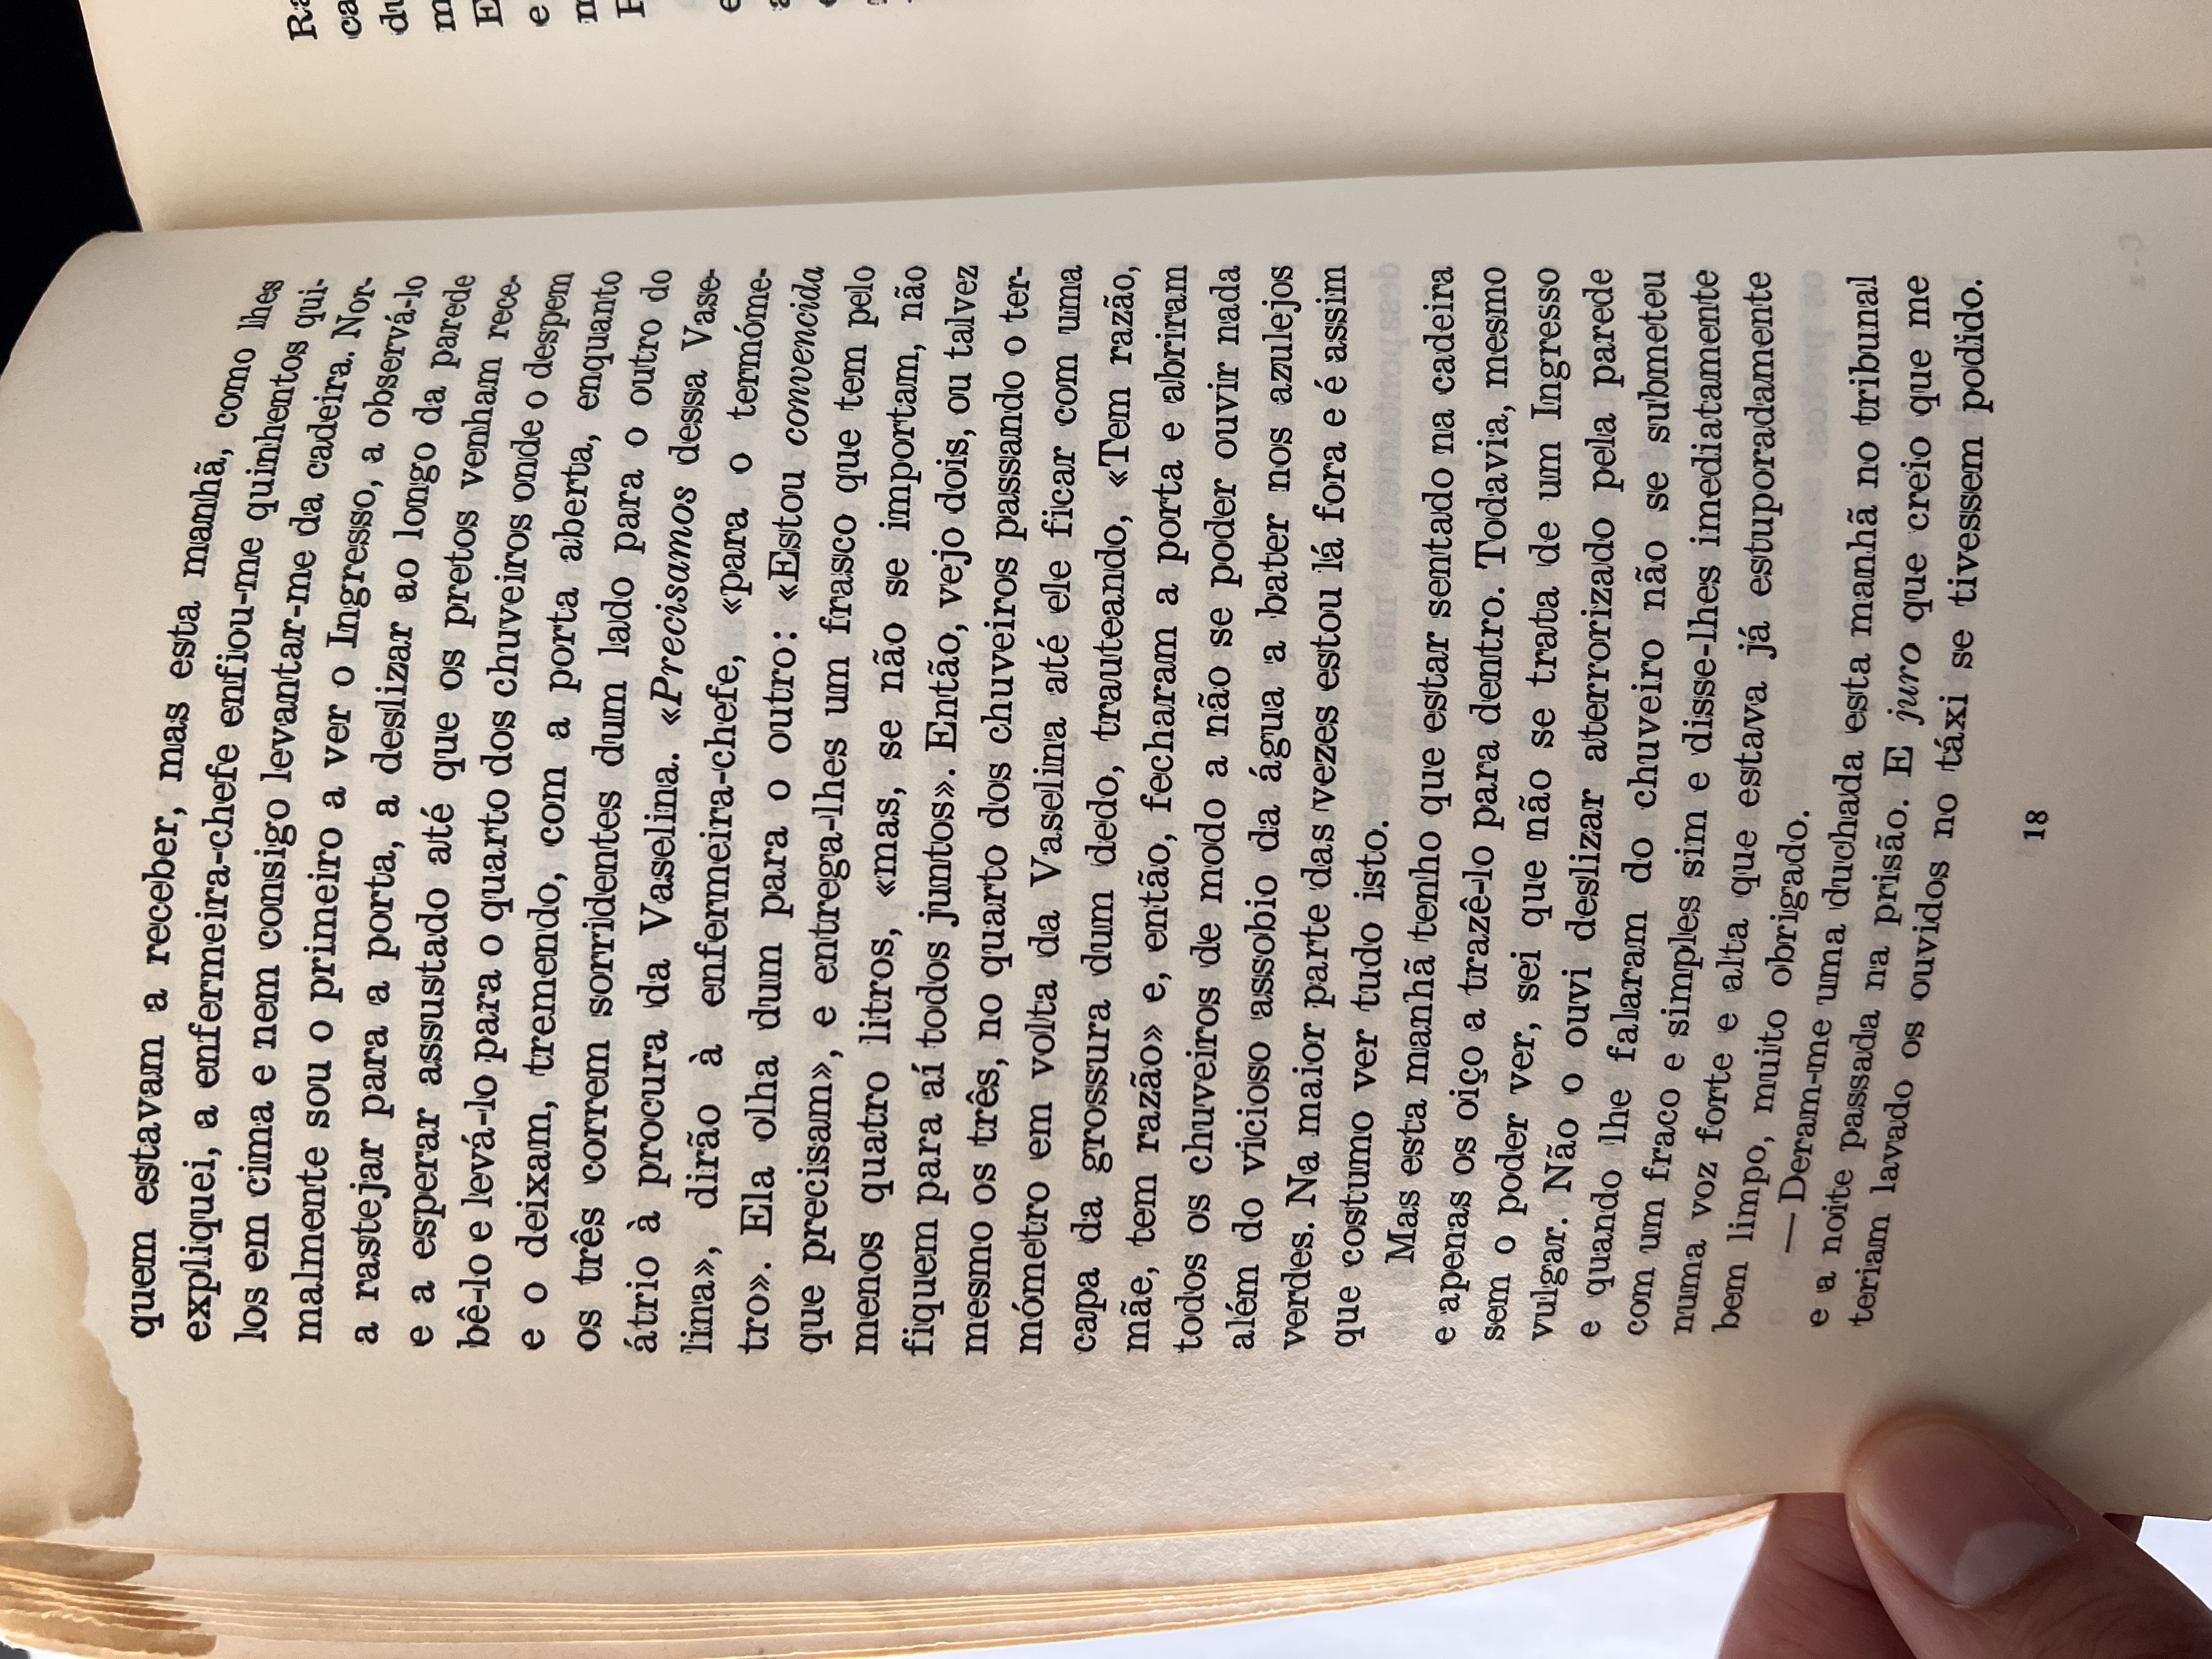 quem estavam a receber, mas esta manhã, como lhes
expliquei, a enfermeira-chefe enfiou-me quinhentos qui-
los em cima e nem consigo levantar-me da cadeira. Nor-
malmente sou o primeiro a ver o Ingresso, a observá-lo
a rastejar para a porta, a deslizar ao longo da parede
e a esperar assustado até que os pretos venham rece-
bê-lo e levá-lo para o quarto dos chuveiros onde o despem
e o deixam, tremendo, com a porta aberta, enquanto
os três correm sorridentes dum lado para o outro do
átrio à procura da Vaselina. «Precisamos dessa Vase-
lina», dirão à enfermeira-chefe, «para o termóme-
tro». Ela olha dum para o outro: «Estou convencida
que precisam», e entrega-lhes um frasco que tem pelo
menos quatro litros, «mas, se não se importam, não
fiquem para aí todos juntos». Então, vejo dois, ou talvez
mesmo os três, no quarto dos chuveiros passando o ter-
mómetro em volta da Vaselina até ele ficar com uma
capa da grossura dum dedo, trauteando, «Tem razão,
mãe, tem razão» e, então, fecharam a porta e abriram
todos os chuveiros de modo a não se poder ouvir nada
além do vicioso assobio da água a bater nos azulejos
verdes. Na maior parte das vezes estou lá fora e é assim
que costumo ver tudo isto.
Mas esta manhã tenho que estar sentado na cadeira
e apenas os oiço a trazê-lo para dentro. Todavia, mesmo
sem o poder ver, sei que não se trata de um Ingresso
vulgar. Não o ouvi deslizar aterrorizado pela parede
e quando lhe falaram do chuveiro não se submeteu
com um fraco e simples sim e disse-lhes imediatamente
numa voz forte e alta que estava já estuporadamente
bem limpo, muito obrigado.
— Deram-me uma duchada esta manhã no tribunal
e a noite passada na prisão. E juro que creio que me
teriam lavado os ouvidos no táxi se tivessem podido.
18